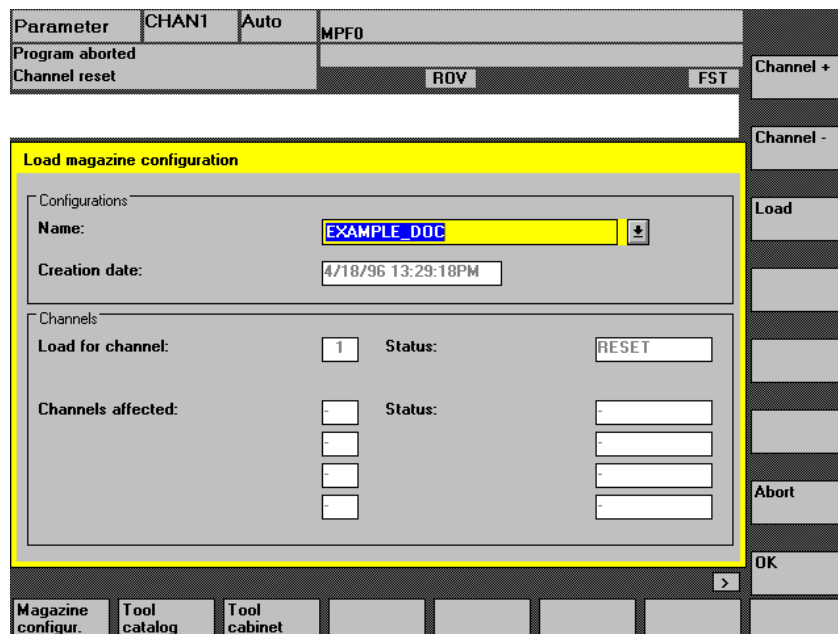 Parameter CHAN1 Auto MPF0
Program aborted
Channel reset ROV FST
Channel +
Channel -
Load magazine configuration
Configurations
Name: EXAMPLE_DOC
Load
Creation date: 4/18/96 13:29:18PM
Channels
Load for channel: 1 Status: RESET
Channels affected: - Status: -
- -
- -
- -
Abort
OK
>
Magazine configur.
Tool catalog
Tool cabinet